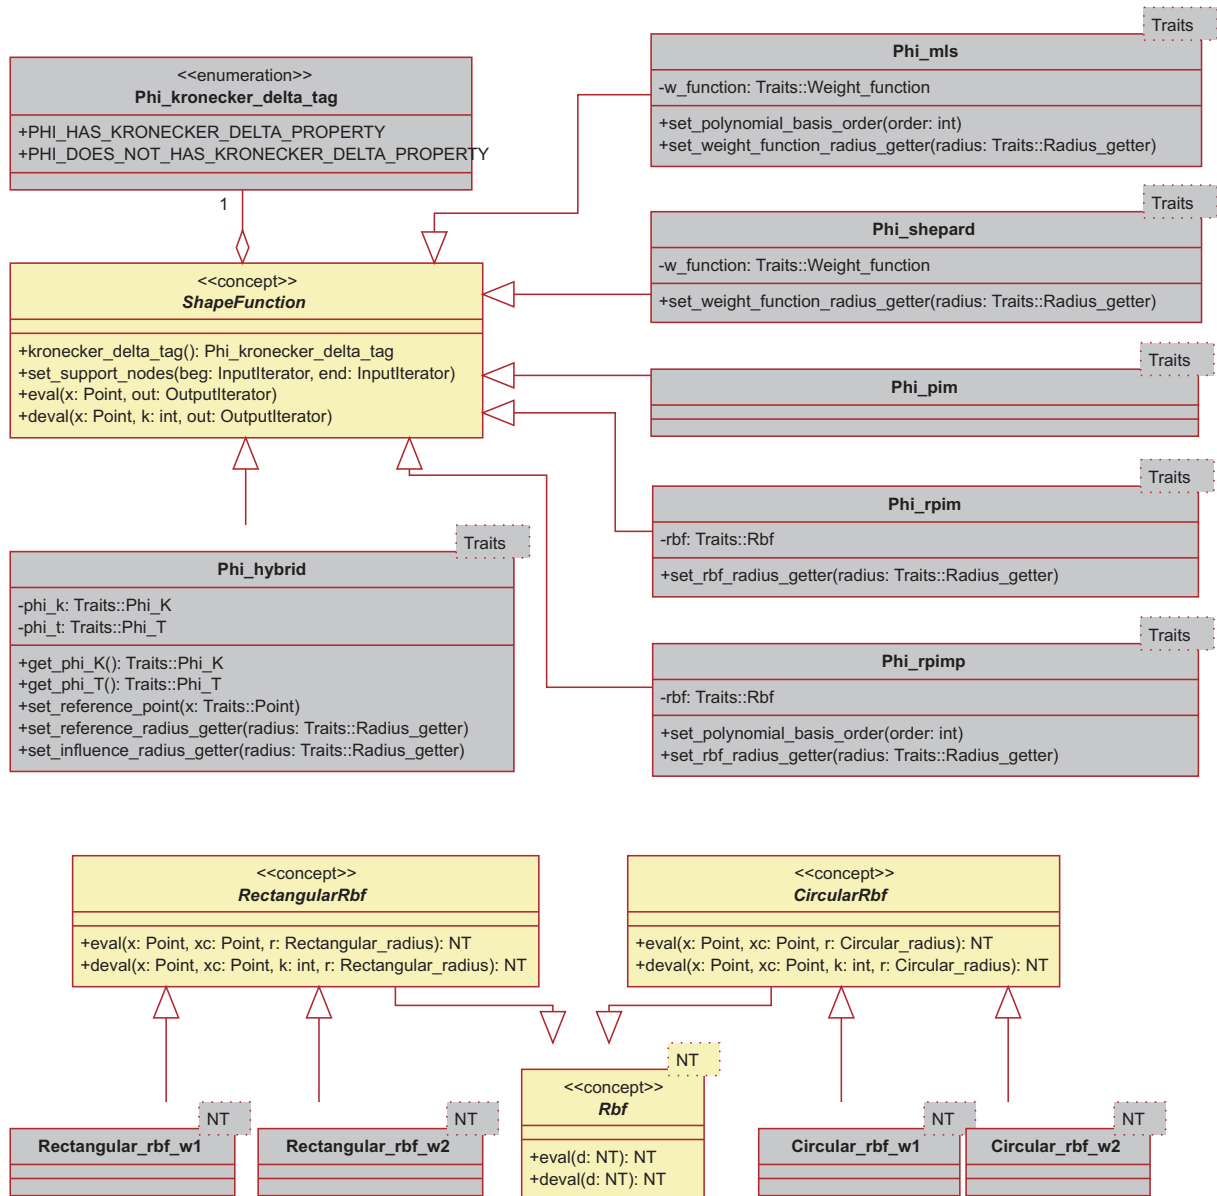 <<enumeration>>
Phi_kronecker_delta_tag
+PHI_HAS_KRONECKER_DELTA_PROPERTY
+PHI_DOES_NOT_HAS_KRONECKER_DELTA_PROPERTY
1
<<concept>>
ShapeFunction
+kronecker_delta_tag(): Phi_kronecker_delta_tag
+set_support_nodes(beg: InputIterator, end: InputIterator)
+eval(x: Point, out: OutputIterator)
+deval(x: Point, k: int, out: OutputIterator)
Traits
Phi_hybrid
-phi_k: Traits::Phi_K
-phi_t: Traits::Phi_T
+get_phi_K(): Traits::Phi_K
+get_phi_T(): Traits::Phi_T
+set_reference_point(x: Traits::Point)
+set_reference_radius_getter(radius: Traits::Radius_getter)
+set_influence_radius_getter(radius: Traits::Radius_getter)
Traits
Phi_mls
-w_function: Traits::Weight_function
+set_polynomial_basis_order(order: int)
+set_weight_function_radius_getter(radius: Traits::Radius_getter)
Traits
Phi_shepard
-w_function: Traits::Weight_function
+set_weight_function_radius_getter(radius: Traits::Radius_getter)
Traits
Phi_pim
Traits
Phi_rpim
-rbf: Traits::Rbf
+set_rbf_radius_getter(radius: Traits::Radius_getter)
Traits
Phi_rpimp
-rbf: Traits::Rbf
+set_polynomial_basis_order(order: int)
+set_rbf_radius_getter(radius: Traits::Radius_getter)
<<concept>>
RectangularRbf
+eval(x: Point, xc: Point, r: Rectangular_radius): NT
+deval(x: Point, xc: Point, k: int, r: Rectangular_radius): NT
<<concept>>
CircularRbf
+eval(x: Point, xc: Point, r: Circular_radius): NT
+deval(x: Point, xc: Point, k: int, r: Circular_radius): NT
NT
Rectangular_rbf_w1
NT
Rectangular_rbf_w2
NT
<<concept>>
Rbf
+eval(d: NT): NT
+deval(d: NT): NT
NT
Circular_rbf_w1
NT
Circular_rbf_w2